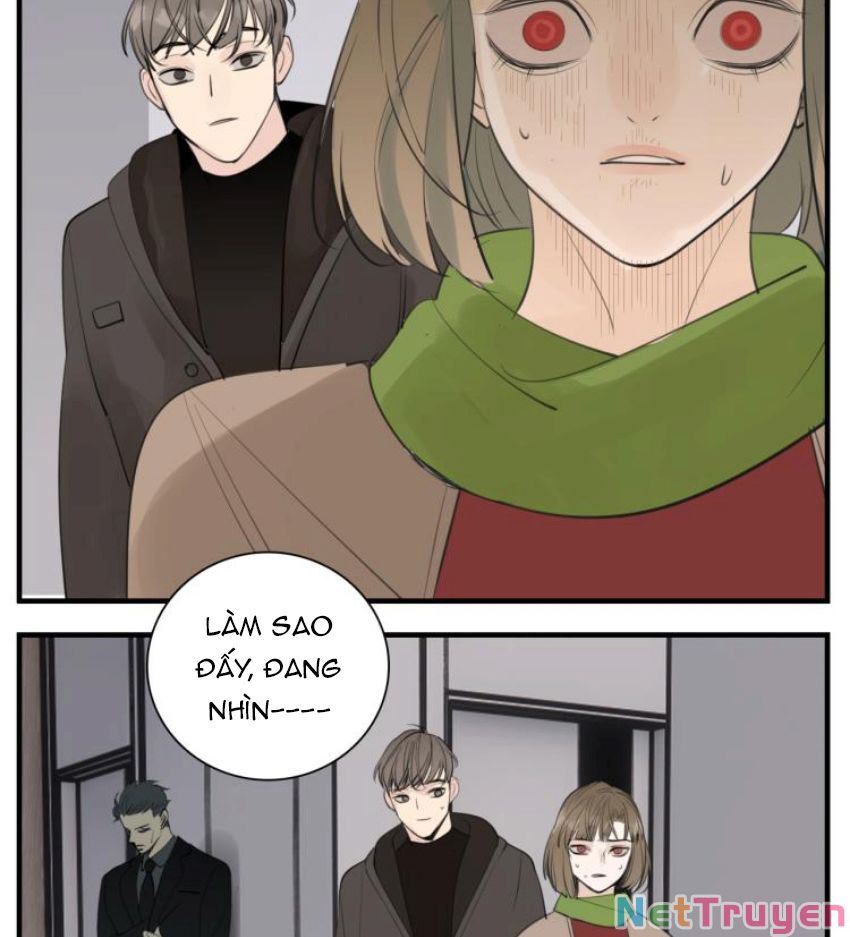 LÀM SAO
ĐẤY, ĐANG
NHÌN----
NETTRUYEN